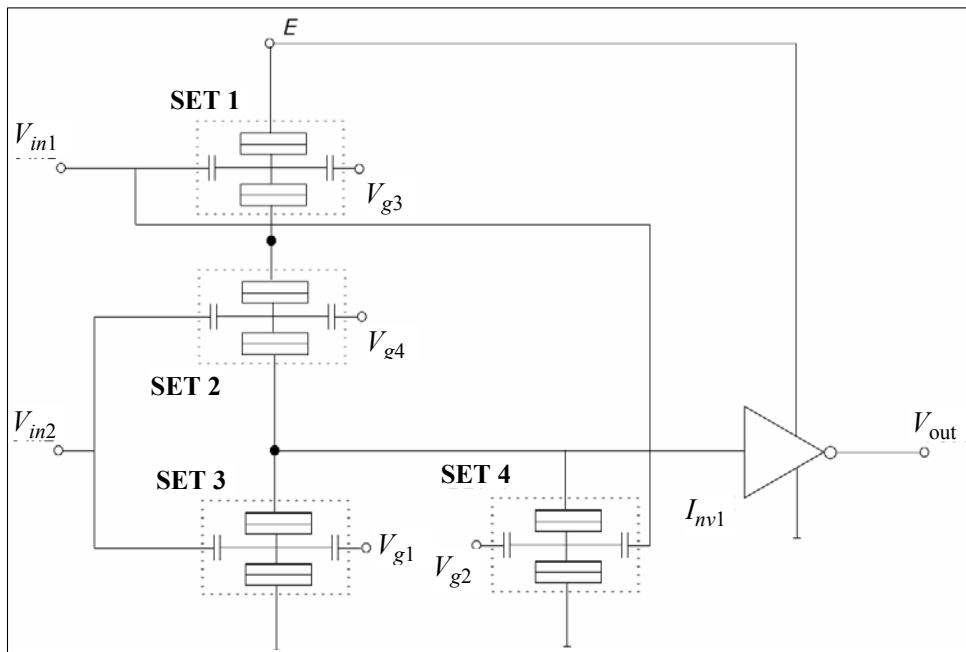 E
SET 1
Vin1
Vg3
Vg4
SET 2
Vin2
Vout
SET 3
SET 4
Inv1
Vg1
Vg2